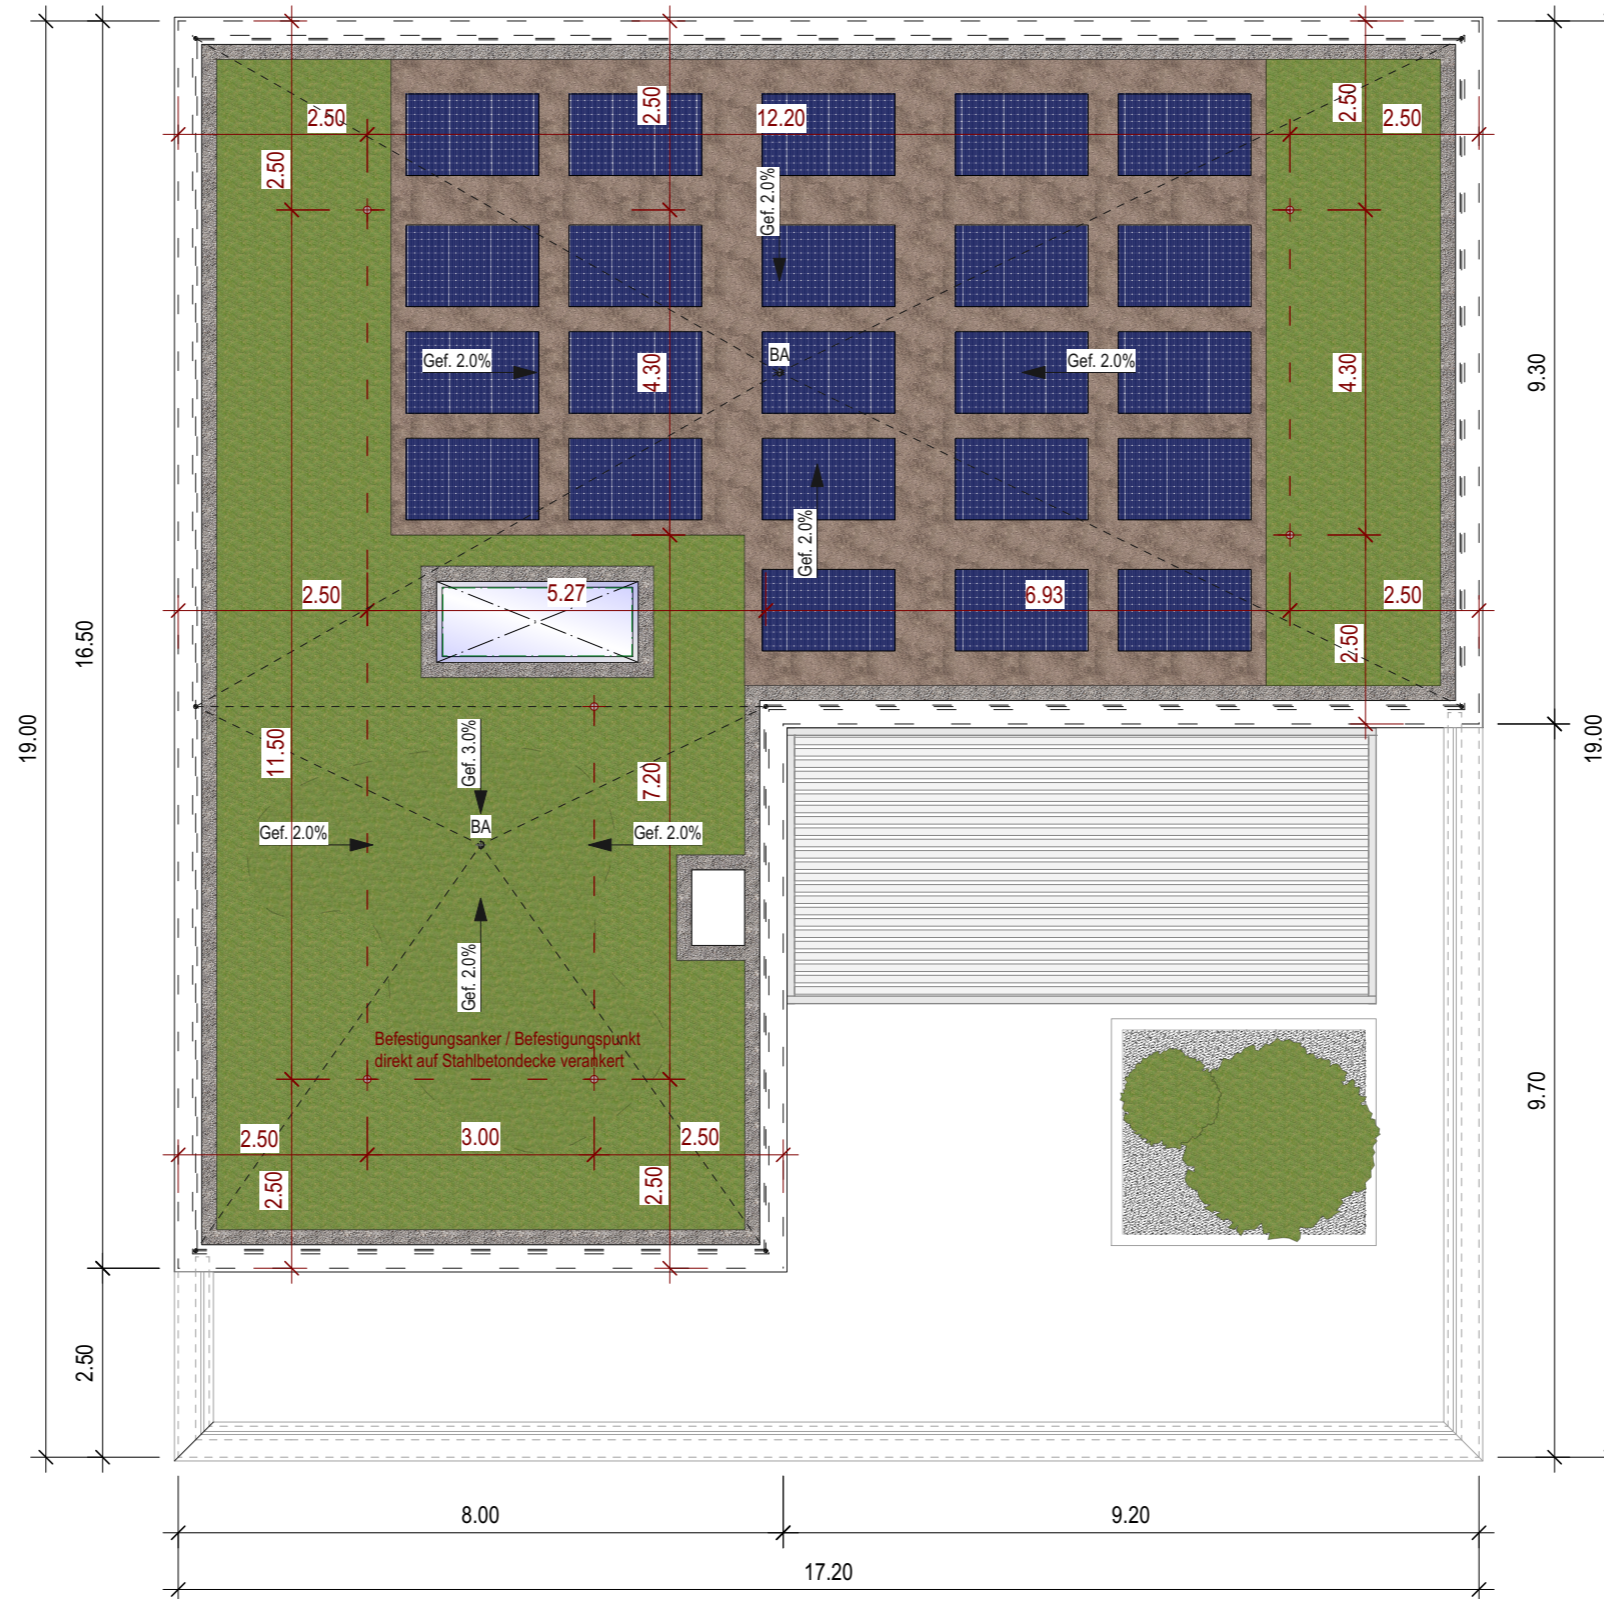 2.50
2.50
12.20
2.50
2.50
2.50
Gef. 2.0%
BA
Gef. 2.0%
4.30
Gef. 2.0%
4.30
9.30
Gef. 2.0%
2.50
5.27
6.93
2.50
2.50
16.50
19.00
19.00
11.50
Gef. 3.0%
7.20
BA
Gef. 2.0%
Gef. 2.0%
Gef. 2.0%
Befestigungsanker / Befestigungspunkt
direkt auf Stahlbetondecke verankert
9.70
2.50
3.00
2.50
2.50
2.50
2.50
8.00
9.20
17.20